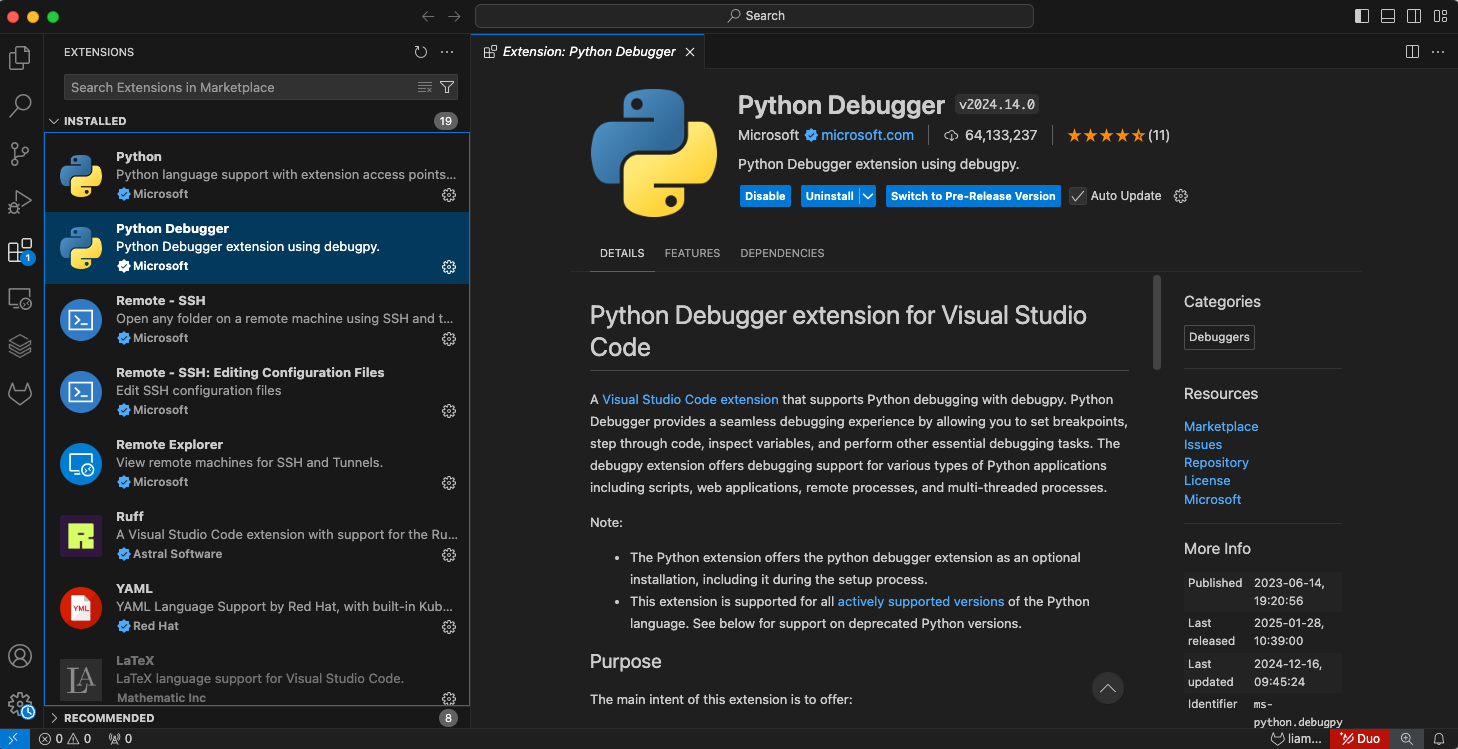 Search
EXTENSIONS
Extension: Python Debugger
Search Extensions in Marketplace
INSTALLED
19
Python
Python language support with extension access points...
Microsoft
Python Debugger
Python Debugger extension using debugpy.
Microsoft
Remote - SSH
Open any folder on a remote machine using SSH and t...
Microsoft
Remote - SSH: Editing Configuration Files
Edit SSH configuration files
Microsoft
Remote Explorer
View remote machines for SSH and Tunnels.
Microsoft
Ruff
A Visual Studio Code extension with support for the Ru...
Astral Software
YML
YAML
YAML Language Support by Red Hat, with built-in Kub...
Red Hat
LA
LaTeX
LaTeX language support for Visual Studio Code.
Mathematic Inc
RECOMMENDED
8
1
Python Debugger v2024.14.0
Microsoft microsoft.com 64,133,237 (11)
Python Debugger extension using debugpy.
Disable Uninstall Switch to Pre-Release Version Auto Update
DETAILS FEATURES DEPENDENCIES
Python Debugger extension for Visual Studio
Code
A Visual Studio Code extension that supports Python debugging with debugpy. Python
Debugger provides a seamless debugging experience by allowing you to set breakpoints,
step through code, inspect variables, and perform other essential debugging tasks. The
debugpy extension offers debugging support for various types of Python applications
including scripts, web applications, remote processes, and multi-threaded processes.
Note:
• The Python extension offers the python debugger extension as an optional
installation, including it during the setup process.
• This extension is supported for all actively supported versions of the Python
language. See below for support on deprecated Python versions.
Purpose
The main intent of this extension is to offer:
Categories
Debuggers
Resources
Marketplace
Issues
Repository
License
Microsoft
More Info
Published 2023-06-14,
19:20:56
Last 2025-01-28,
released 10:39:00
Last 2024-12-16,
updated 09:45:24
Identifier ms-
python.debugpy
0 0 0
liam... Duo